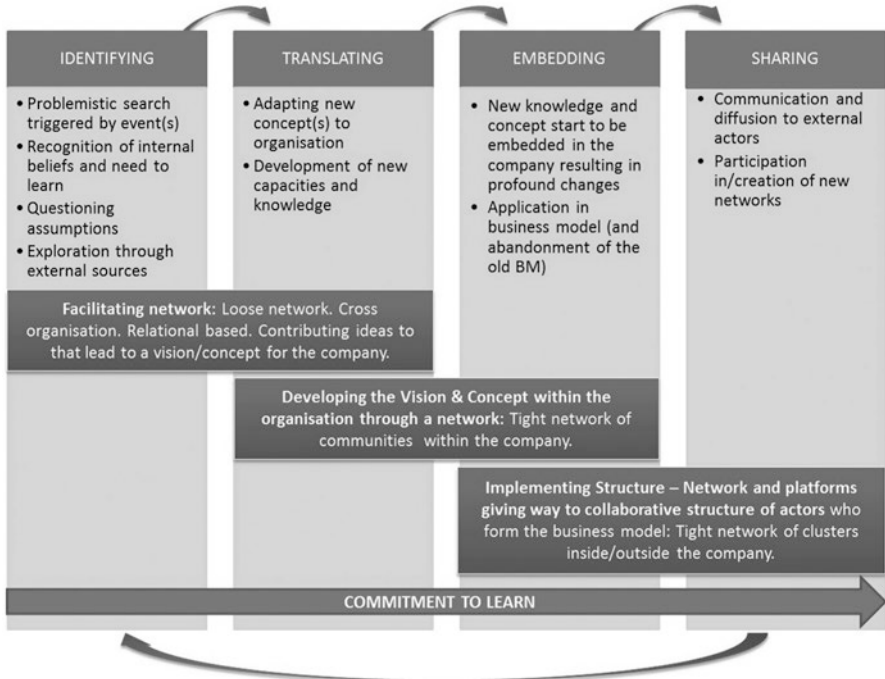 IDENTIFYING
• Problemistic search
triggered by event(s)
• Recognition of internal
beliefs and need to
learn
• Questioning
assumptions
• Exploration through
external sources
TRANSLATING
• Adapting new
concept(s) to
organisation
• Development of new
capacities and
knowledge
EMBEDDING
• New knowledge and
concept start to be
embedded in the
company resulting in
profound changes
• Application in
business model (and
abandonment of the
old BM)
SHARING
• Communication and
diffusion to external
actors
• Participation
in/creation of new
networks
Facilitating network: Loose network. Cross
organisation. Relational based. Contributing ideas to
that lead to a vision/concept for the company.
Developing the Vision & Concept within the
organisation through a network: Tight network of
communities within the company.
Implementing Structure – Network and platforms
giving way to collaborative structure of actors who
form the business model: Tight network of clusters
inside/outside the company.
COMMITMENT TO LEARN